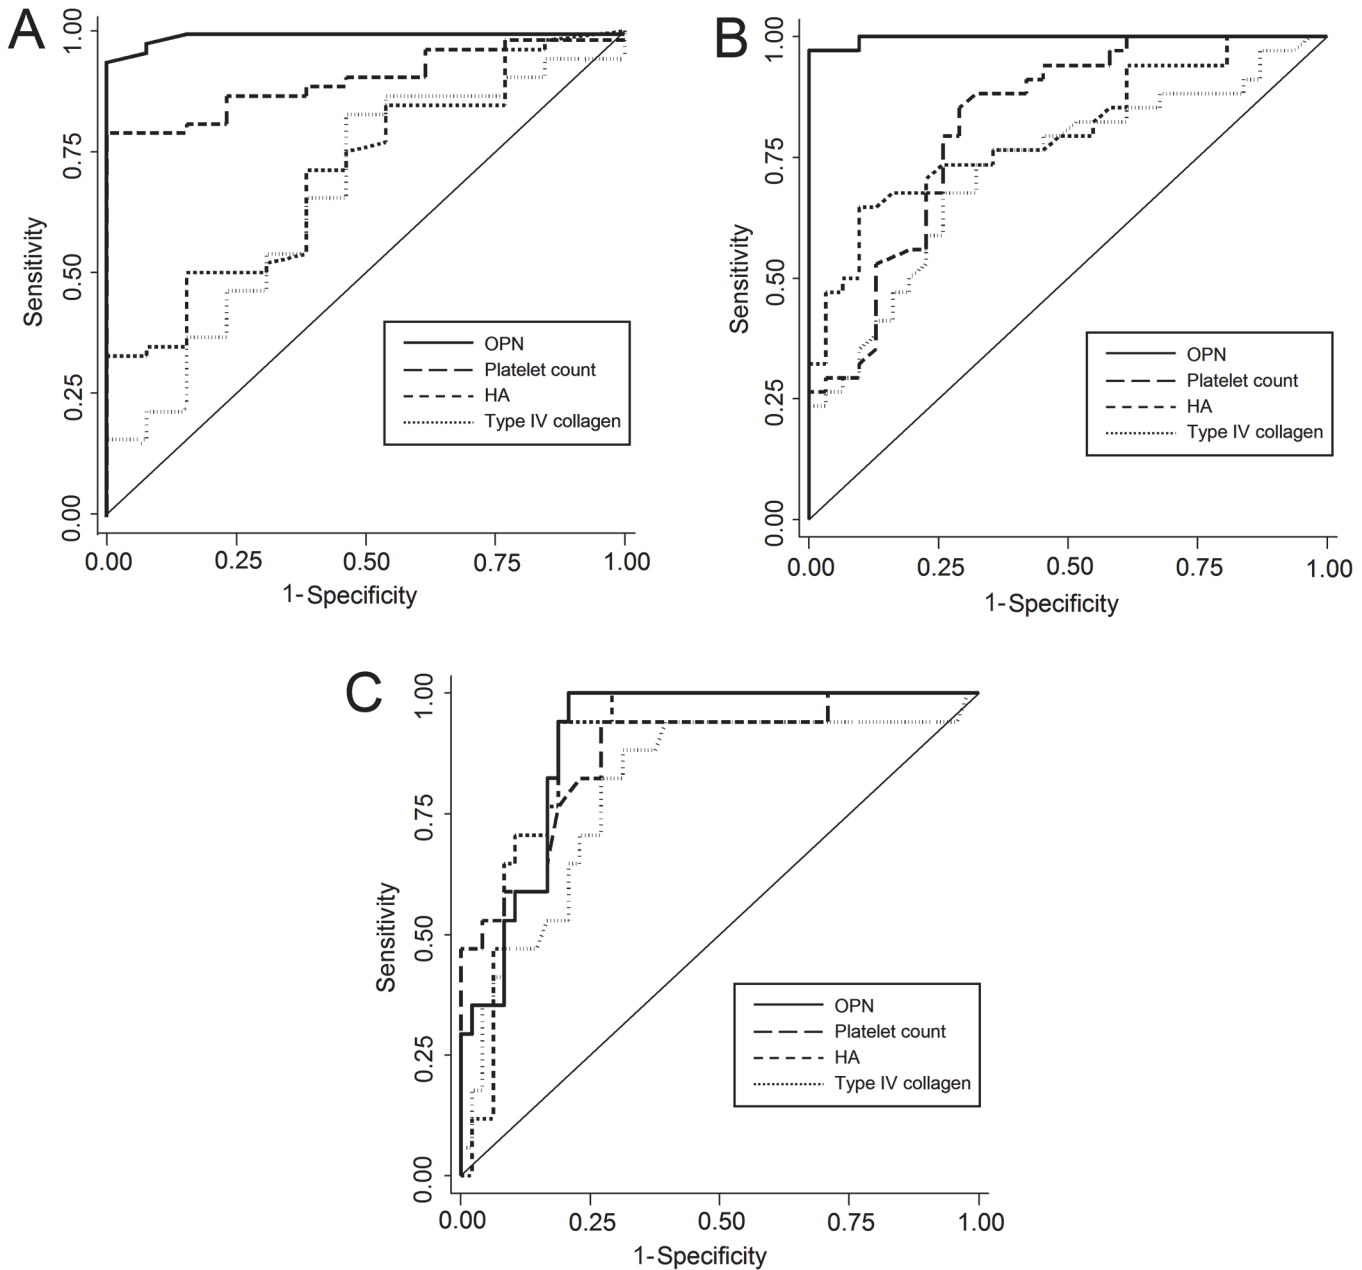 A
1.00
0.75
0.50
0.25
0.00
Sensitivity
OPN
Platelet count
HA
Type IV collagen
0.00 0.25 0.50 0.75 1.00
1-Specificity
B
1.00
0.75
0.50
0.25
0.00
Sensitivity
OPN
Platelet count
HA
Type IV collagen
0.00 0.25 0.50 0.75 1.00
1-Specificity
C
1.00
0.75
0.50
0.25
0.00
Sensitivity
OPN
Platelet count
HA
Type IV collagen
0.00 0.25 0.50 0.75 1.00
1-Specificity